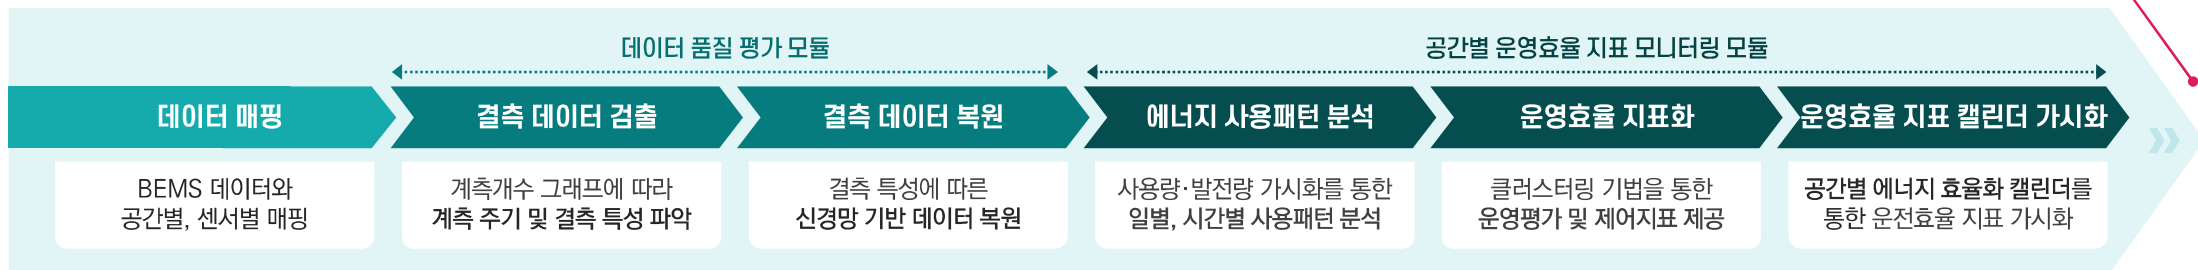 데이터 품질 평가 모듈
공간별 운영효율 지표 모니터링 모듈
데이터 매핑
결측 데이터 검출
결측 데이터 복원
에너지 사용패턴 분석
운영효율 지표화
운영효율 지표 캘린더 가시화
BEMS 데이터와
공간별, 센서별 매핑
계측개수 그래프에 따라
계측 주기 및 결측 특성 파악
결측 특성에 따른
신경망 기반 데이터 복원
사용량·발전량 가시화를 통한
일별, 시간별 사용패턴 분석
클러스터링 기법을 통한
운영평가 및 제어지표 제공
공간별 에너지 효율화 캘린더를
통한 운전효율 지표 가시화